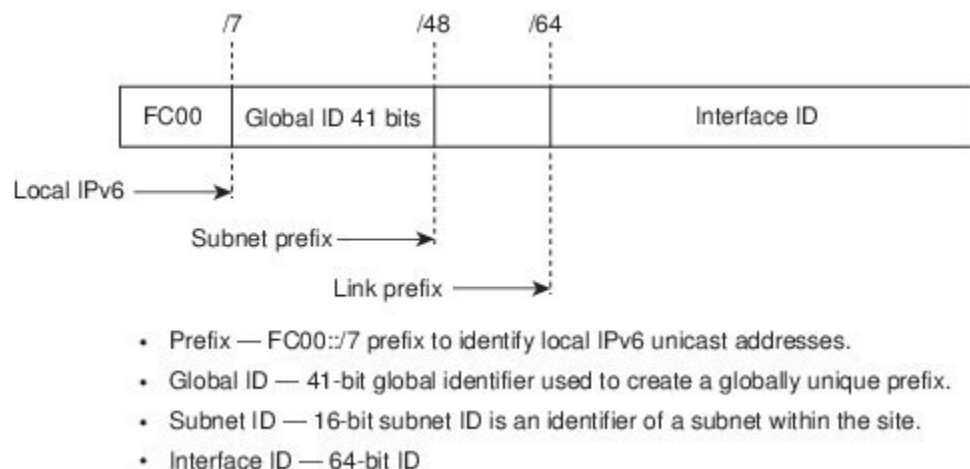 /7 /48 /64
FC00 Global ID 41 bits Interface ID
Local IPv6
Subnet prefix
Link prefix
• Prefix — FC00::/7 prefix to identify local IPv6 unicast addresses.
• Global ID — 41-bit global identifier used to create a globally unique prefix.
• Subnet ID — 16-bit subnet ID is an identifier of a subnet within the site.
• Interface ID — 64-bit ID